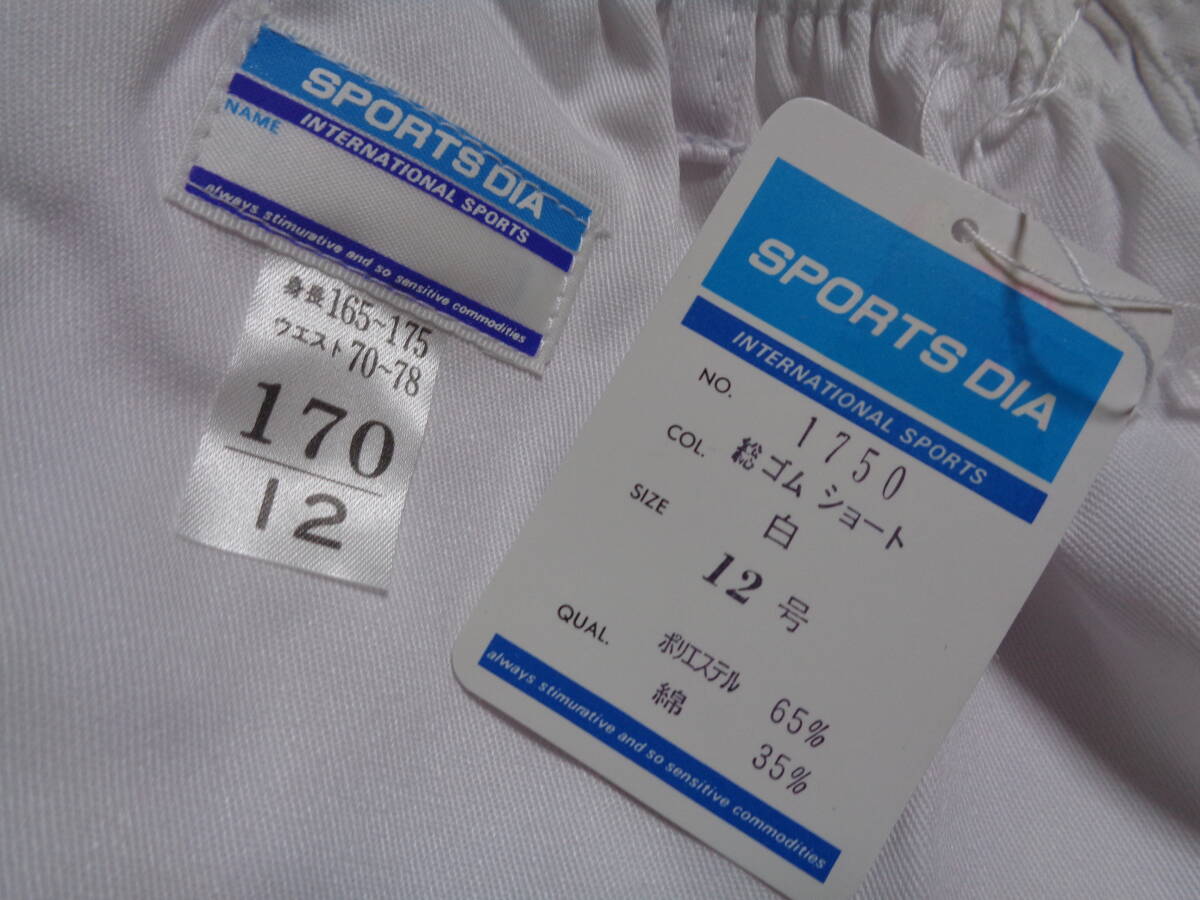 SPORTS DIA
INTERNATIONAL SPORTS
NAME
always stimurative and so sensitive commodities
身長165~175
ウエスト70~78
170
12
SPORTS DIA
INTERNATIONAL SPORTS
NO. 1750
総ゴム ショート
COL. 白
SIZE 12号
QUAL. ポリエステル 65%
綿 35%
always stimurative and so sensitive commodities